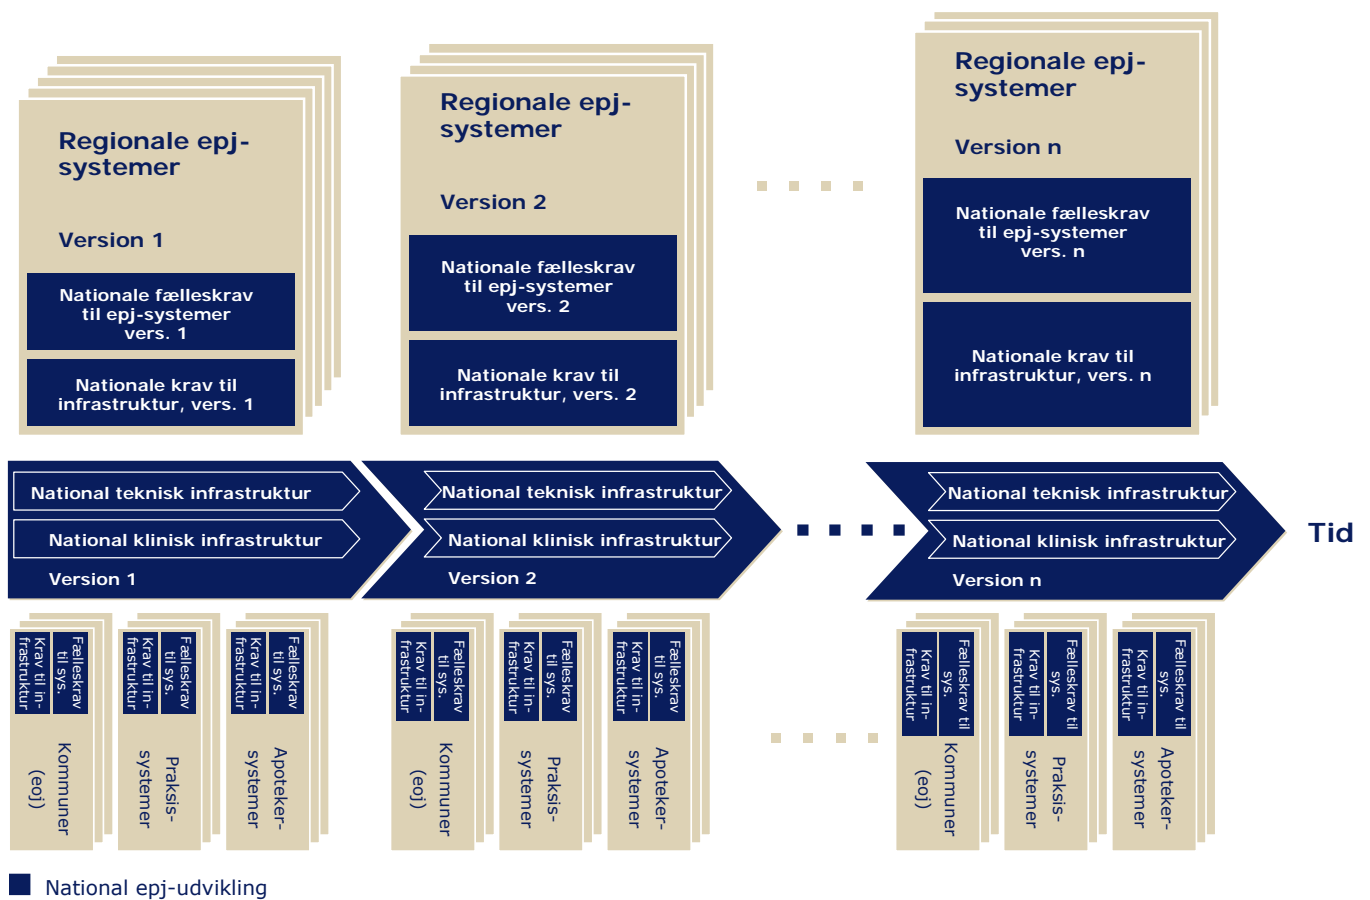 Regionale epj-
systemer
Version 1
Nationale fælleskrav
til epj-systemer
vers. 1
Nationale krav til
infrastruktur, vers. 1
Regionale epj-
systemer
Version 2
Nationale fælleskrav
til epj-systemer
vers. 2
Nationale krav til
infrastruktur, vers. 2
Regionale epj-
systemer
Version n
Nationale fælleskrav
til epj-systemer
vers. n
Nationale krav til
infrastruktur, vers. n
National teknisk infrastruktur
National klinisk infrastruktur
Version 1
National teknisk infrastruktur
National klinisk infrastruktur
Version 2
National teknisk infrastruktur
National klinisk infrastruktur
Version n
Tid
Fælleskrav
til sys.
Krav til in-
frastruktur
Kommuner
(eoj)
Fælleskrav
til sys.
Krav til in-
frastruktur
Praksis-
systemer
Fælleskrav
til sys.
Krav til in-
frastruktur
Apoteker-
systemer
Fælleskrav
til sys.
Krav til in-
frastruktur
Kommuner
(eoj)
Fælleskrav
til sys.
Krav til in-
frastruktur
Praksis-
systemer
Fælleskrav
til sys.
Krav til in-
frastruktur
Apoteker-
systemer
Fælleskrav til
sys.
Krav til in-
frastruktur
Kommuner
(eoj)
Fælleskrav til
sys.
Krav til in-
frastruktur
Praksis-
systemer
Fælleskrav til
sys.
Krav til in-
frastruktur
Apoteker-
systemer
National epj-udvikling